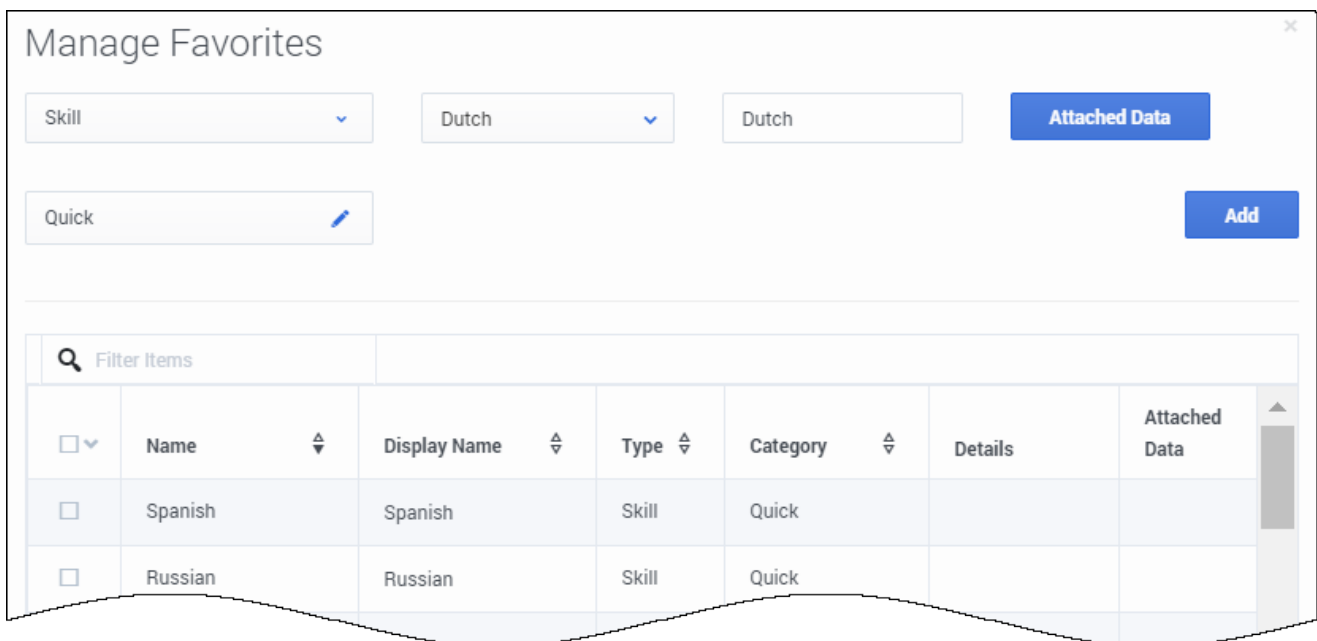 Manage Favorites
Skill Dutch Dutch Attached Data
Quick Add
Filter Items
Name Display Name Type Category Details Attached Data
Spanish Spanish Skill Quick
Russian Russian Skill Quick